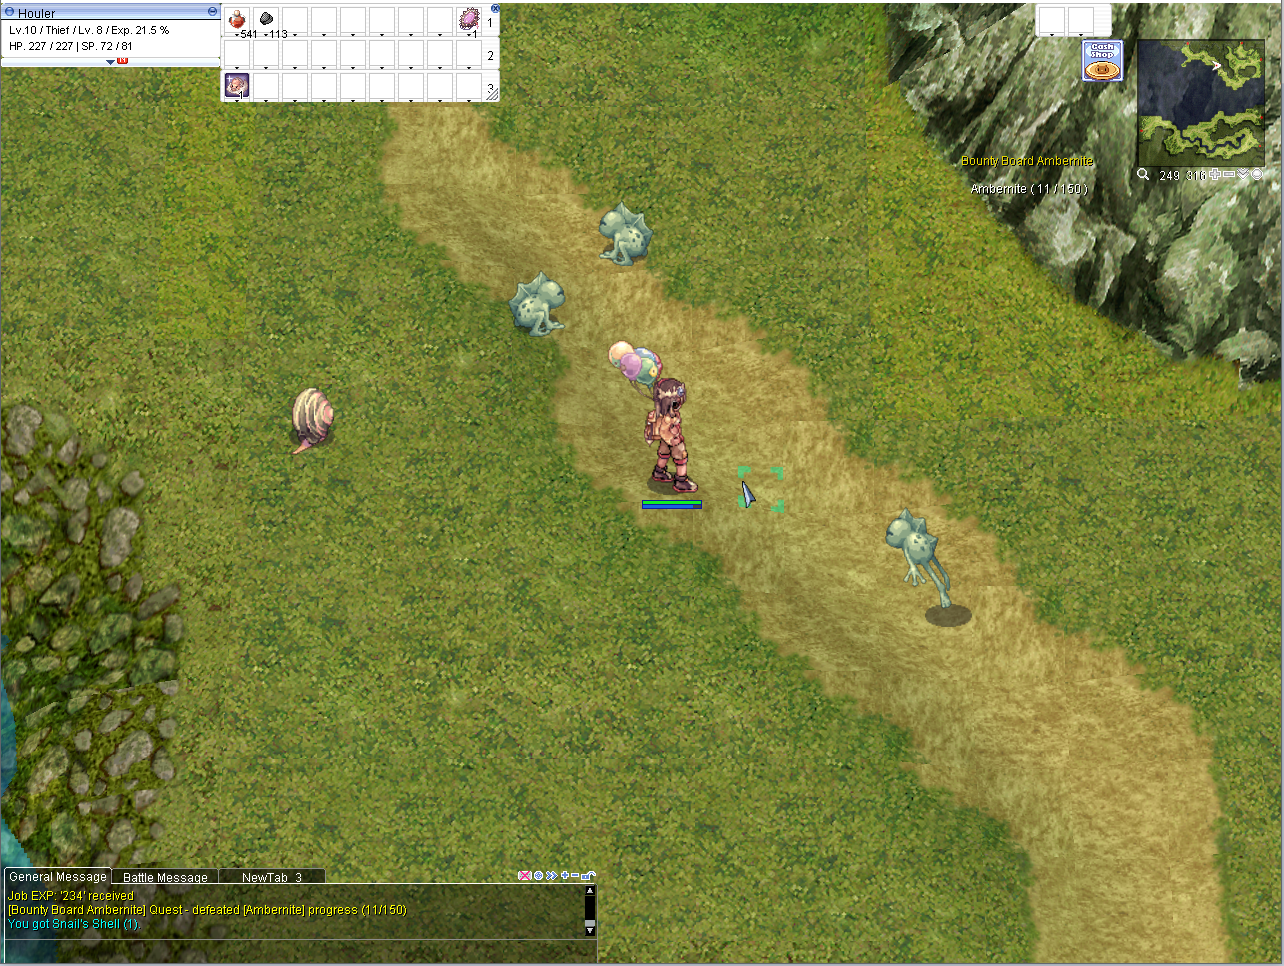 Houler
Lv.10 / Thief / Lv. 8 / Exp. 21.5 %
HP. 227 / 227 | SP. 72 / 81
541
113
1
1
2
1
3
Cash
Shop
Bounty Board Ambernite
Ambernite ( 11 / 150 )
249 316
General Message
Battle Message
NewTab_3
Job EXP: '234' received
[Bounty Board Ambernite] Quest - defeated [Ambernite] progress (11/150)
You got Snail's Shell (1).